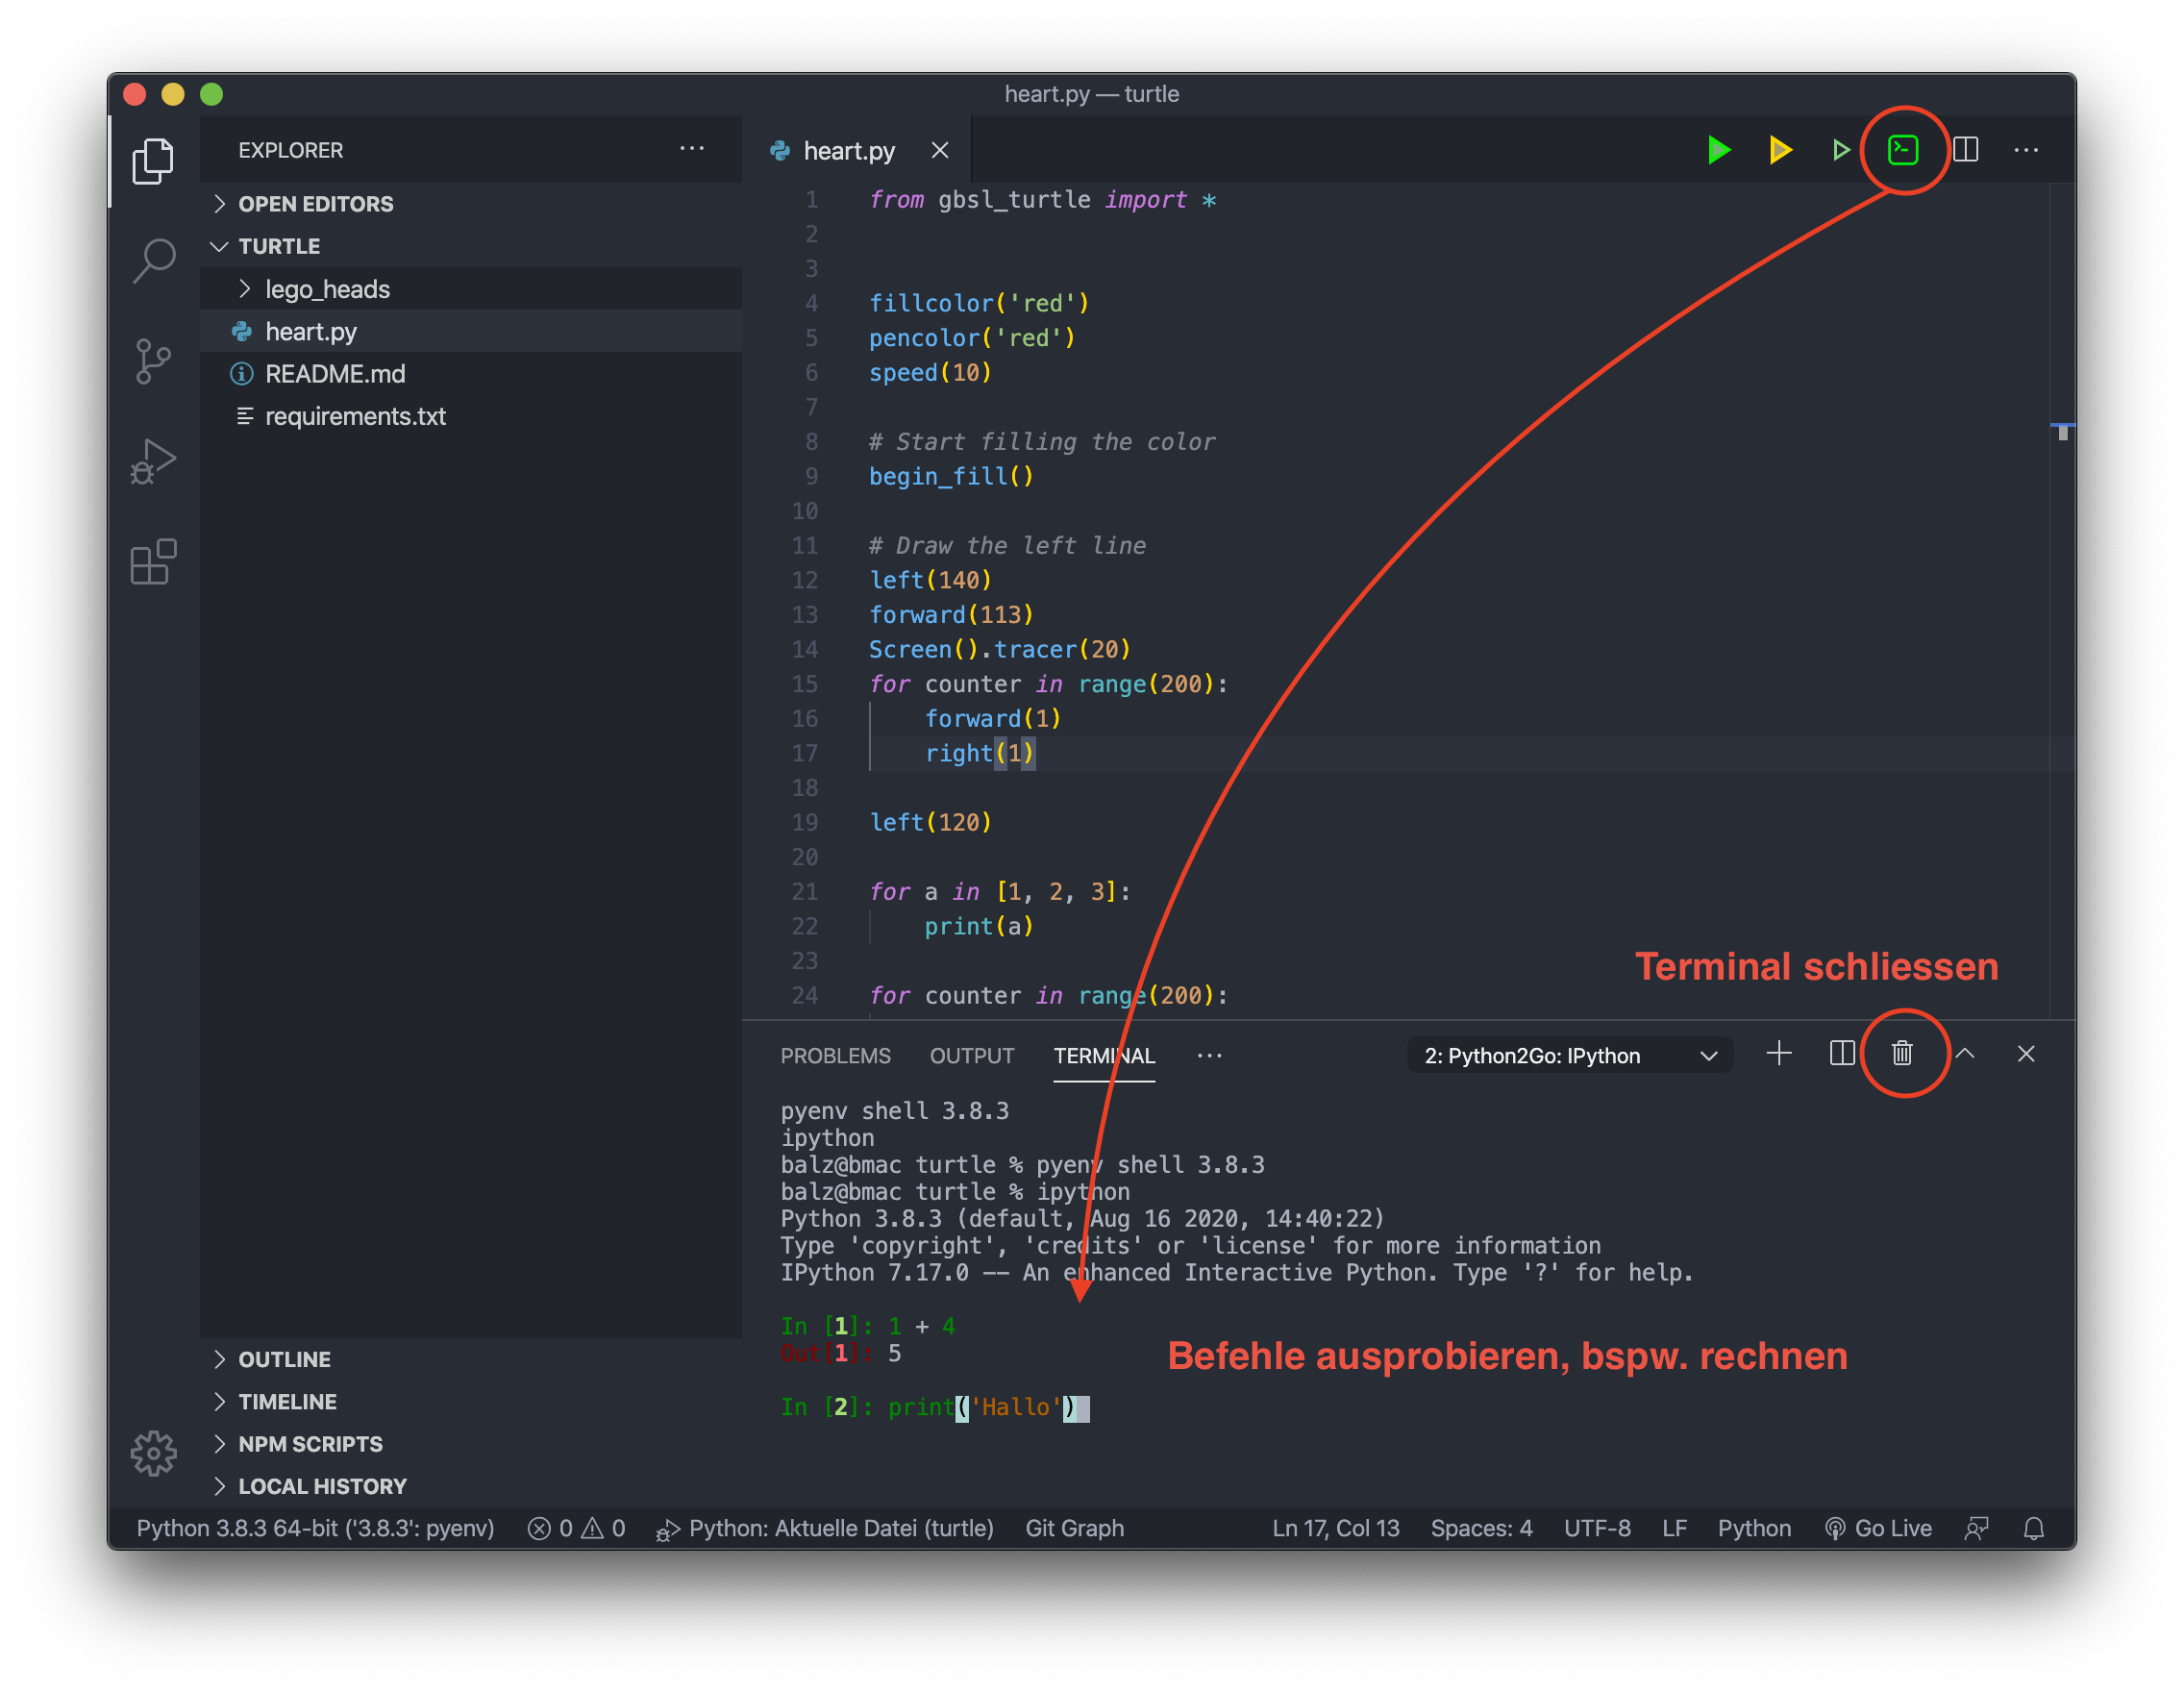 heart.py — turtle
EXPLORER
OPEN EDITORS
TURTLE
lego_heads
heart.py
README.md
requirements.txt
OUTLINE
TIMELINE
NPM SCRIPTS
LOCAL HISTORY
heart.py
1 from gbsl_turtle import *
2
3
4 fillcolor('red')
5 pencolor('red')
6 speed(10)
7
8 # Start filling the color
9 begin_fill()
10
11 # Draw the left line
12 left(140)
13 forward(113)
14 Screen().tracer(20)
15 for counter in range(200):
16 forward(1)
17 right(1)
18
19 left(120)
20
21 for a in [1, 2, 3]:
22 print(a)
23
24 for counter in range(200):
Terminal schliessen
PROBLEMS OUTPUT TERMINAL 2: Python2Go: IPython
pyenv shell 3.8.3
ipython
balz@bmac turtle % pyenv shell 3.8.3
balz@bmac turtle % ipython
Python 3.8.3 (default, Aug 16 2020, 14:40:22)
Type 'copyright', 'credits' or 'license' for more information
IPython 7.17.0 -- An enhanced Interactive Python. Type '?' for help.
In [1]: 1 + 4
Out[1]: 5
Befehle ausprobieren, bspw. rechnen
In [2]: print('Hallo')
Python 3.8.3 64-bit ('3.8.3': pyenv) 0 0 Python: Aktuelle Datei (turtle) Git Graph Ln 17, Col 13 Spaces: 4 UTF-8 LF Python Go Live